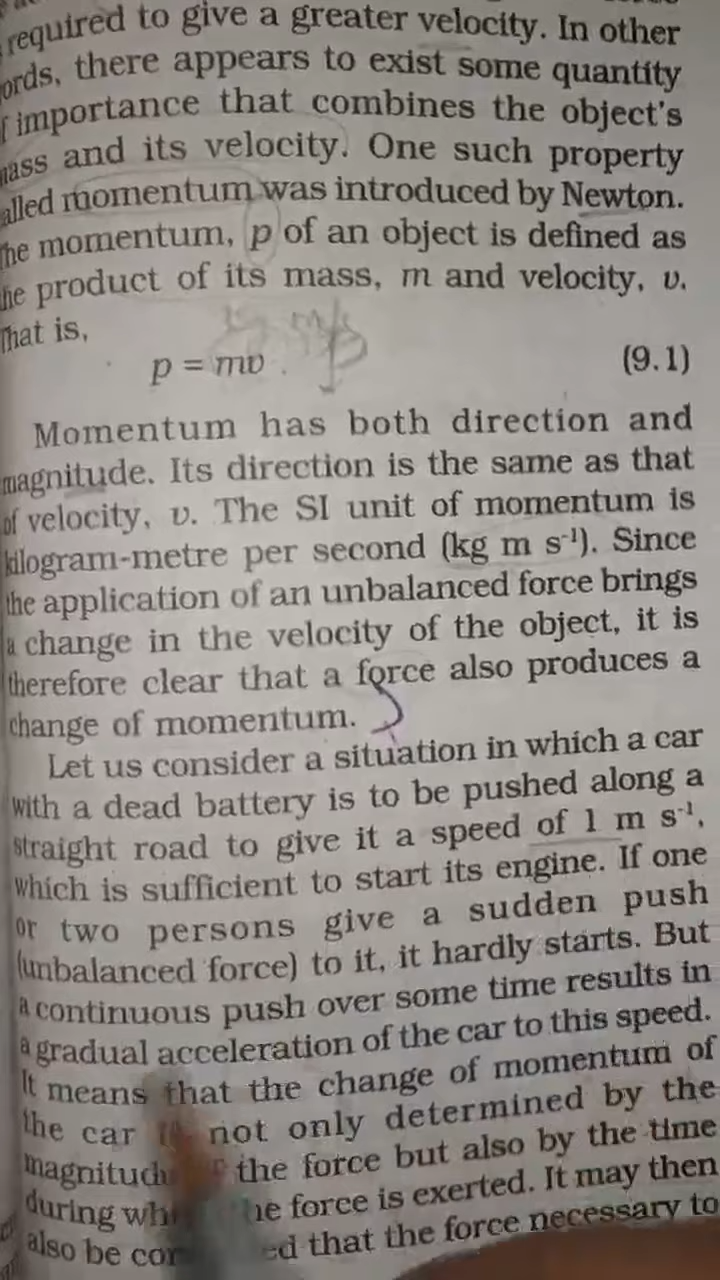 required to give a greater velocity. In other
ords, there appears to exist some quantity
f importance that combines the object's
mass and its velocity. One such property
alled momentum was introduced by Newton.
he momentum, p of an object is defined as
he product of its mass, m and velocity, v.
That is,
p = mv (9.1)
kg m/s
Momentum has both direction and
magnitude. Its direction is the same as that
of velocity, v. The SI unit of momentum is
kilogram-metre per second (kg m s⁻¹). Since
the application of an unbalanced force brings
a change in the velocity of the object, it is
therefore clear that a force also produces a
change of momentum.
Let us consider a situation in which a car
with a dead battery is to be pushed along a
straight road to give it a speed of 1 m s⁻¹,
which is sufficient to start its engine. If one
or two persons give a sudden push
(unbalanced force) to it, it hardly starts. But
a continuous push over some time results in
a gradual acceleration of the car to this speed.
It means that the change of momentum of
the car not only determined by the
magnitud the force but also by the time
during wh he force is exerted. It may then
also be con ed that the force necessary to